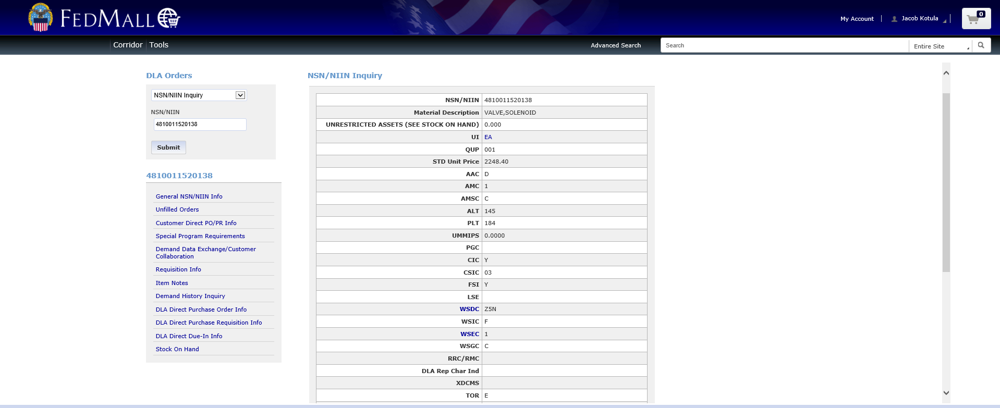 FEDMALL
My Account
Jacob Kotula
0
Corridor
Tools
Advanced Search
Search
Entire Site
DLA Orders
NSN/NIIN Inquiry
NSN/NIIN
4810011520138
Submit
4810011520138
General NSN/NIIN Info
Unfilled Orders
Customer Direct PO/PR Info
Special Program Requirements
Demand Data Exchange/Customer
Collaboration
Requisition Info
Item Notes
Demand History Inquiry
DLA Direct Purchase Order Info
DLA Direct Purchase Requisition Info
DLA Direct Due-In Info
Stock On Hand
NSN/NIIN Inquiry
NSN/NIIN 4810011520138
Material Description VALVE,SOLENOID
UNRESTRICTED ASSETS (SEE STOCK ON HAND) 0.000
UI EA
QUP 001
STD Unit Price 2248.40
AAC D
AMC 1
AMSC C
ALT 145
PLT 184
UMMIPS 0.0000
PGC
CIC Y
CSIC 03
FSI Y
LSE
WSDC Z5N
WSIC F
WSEC 1
WSGC C
RRC/RMC
DLA Rep Char Ind
XDCMS
TOR E